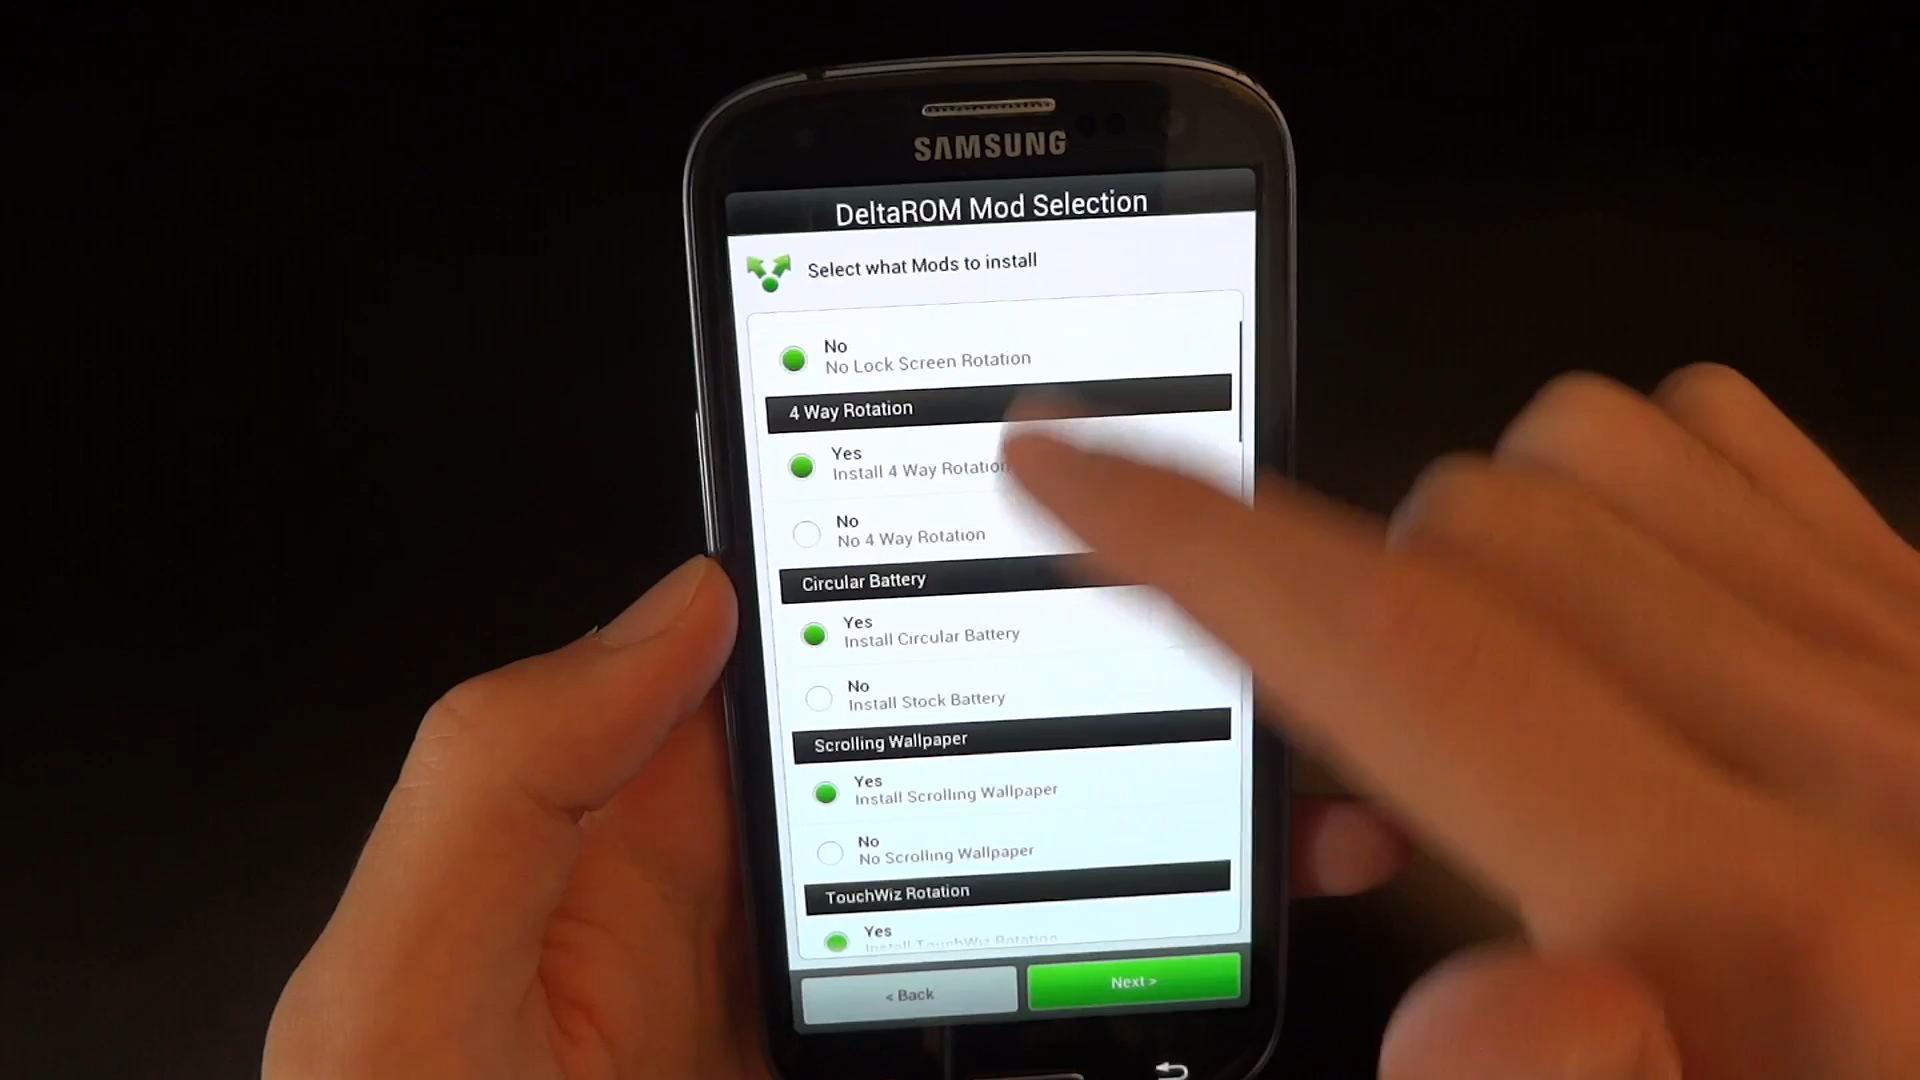 SAMSUNG
DeltaROM Mod Selection
Select what Mods to install
No
No Lock Screen Rotation
4 Way Rotation
Yes
Install 4 Way Rotation
No
No 4 Way Rotation
Circular Battery
Yes
Install Circular Battery
No
Install Stock Battery
Scrolling Wallpaper
Yes
Install Scrolling Wallpaper
No
No Scrolling Wallpaper
TouchWiz Rotation
Yes
Install TouchWiz Rotation
< Back
Next >